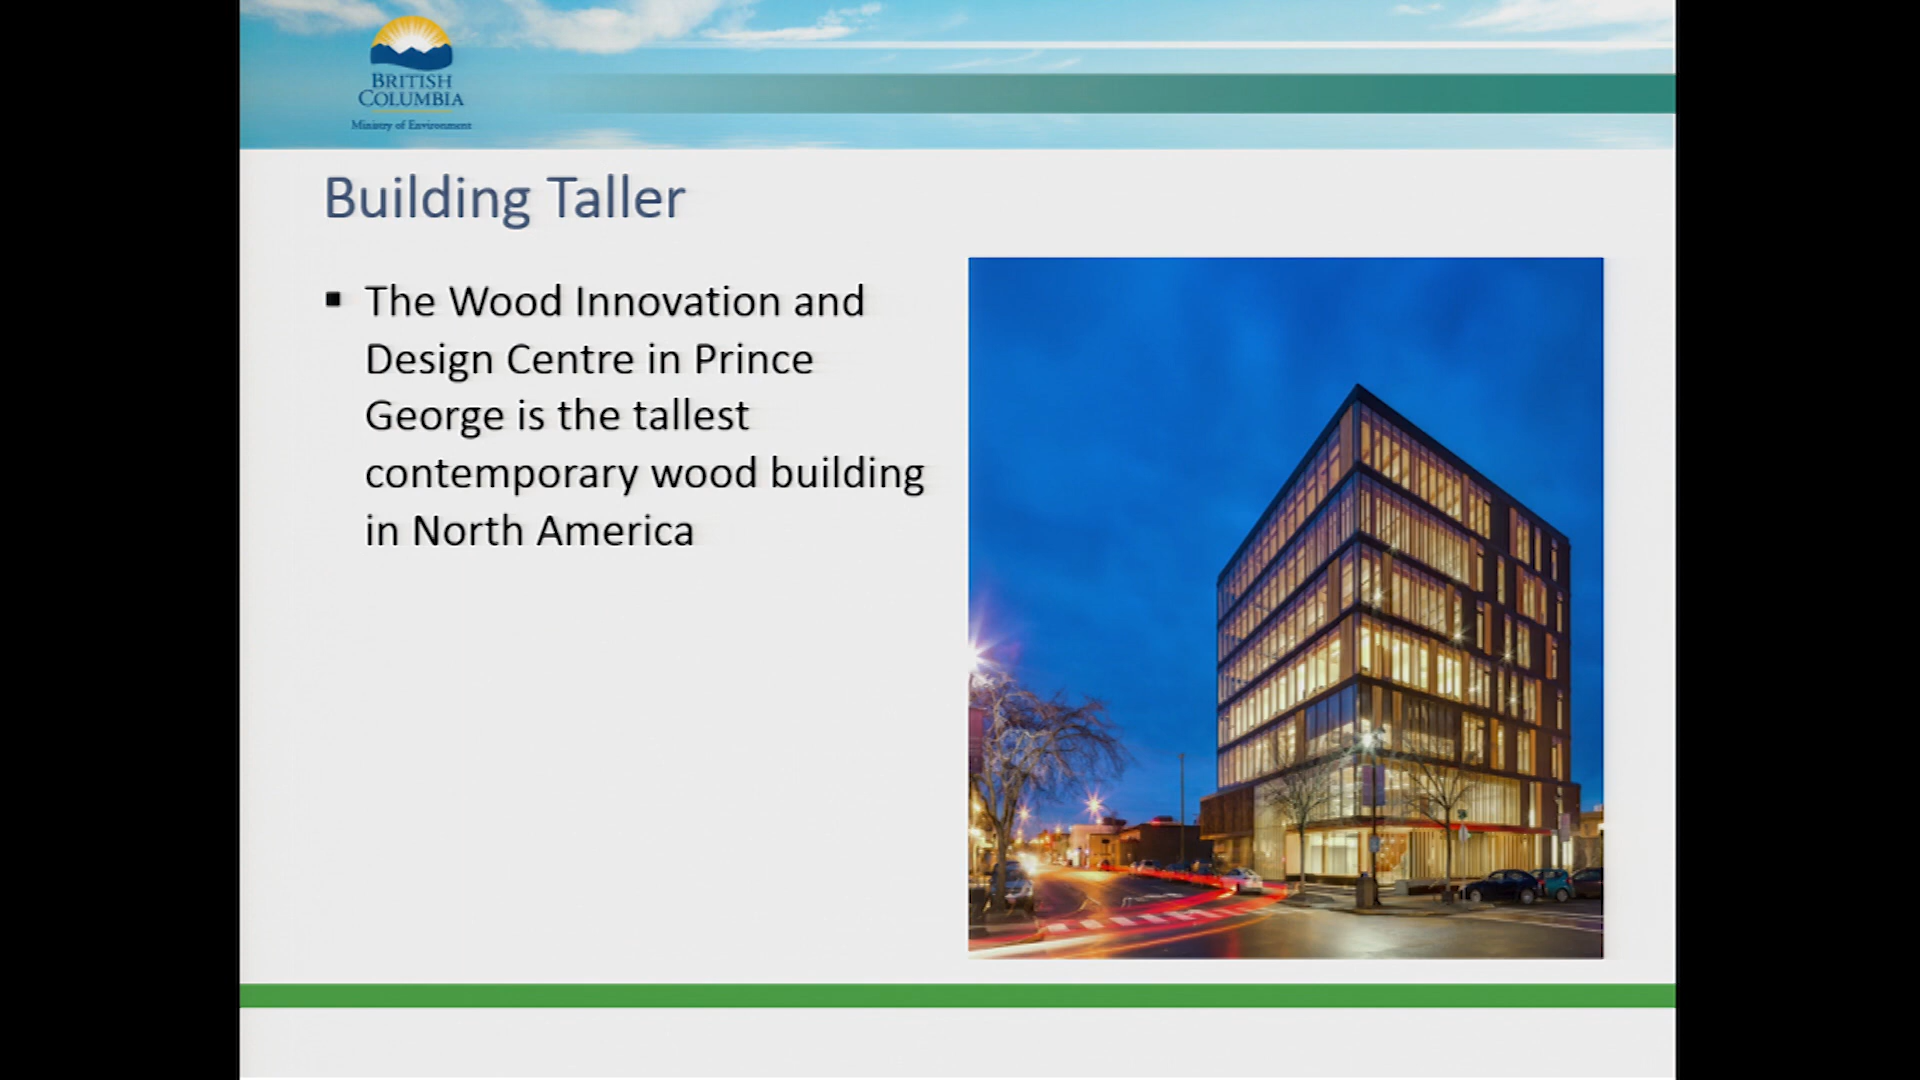 BRITISH
COLUMBIA
Ministry of Environment
Building Taller
▪ The Wood Innovation and
Design Centre in Prince
George is the tallest
contemporary wood building
in North America